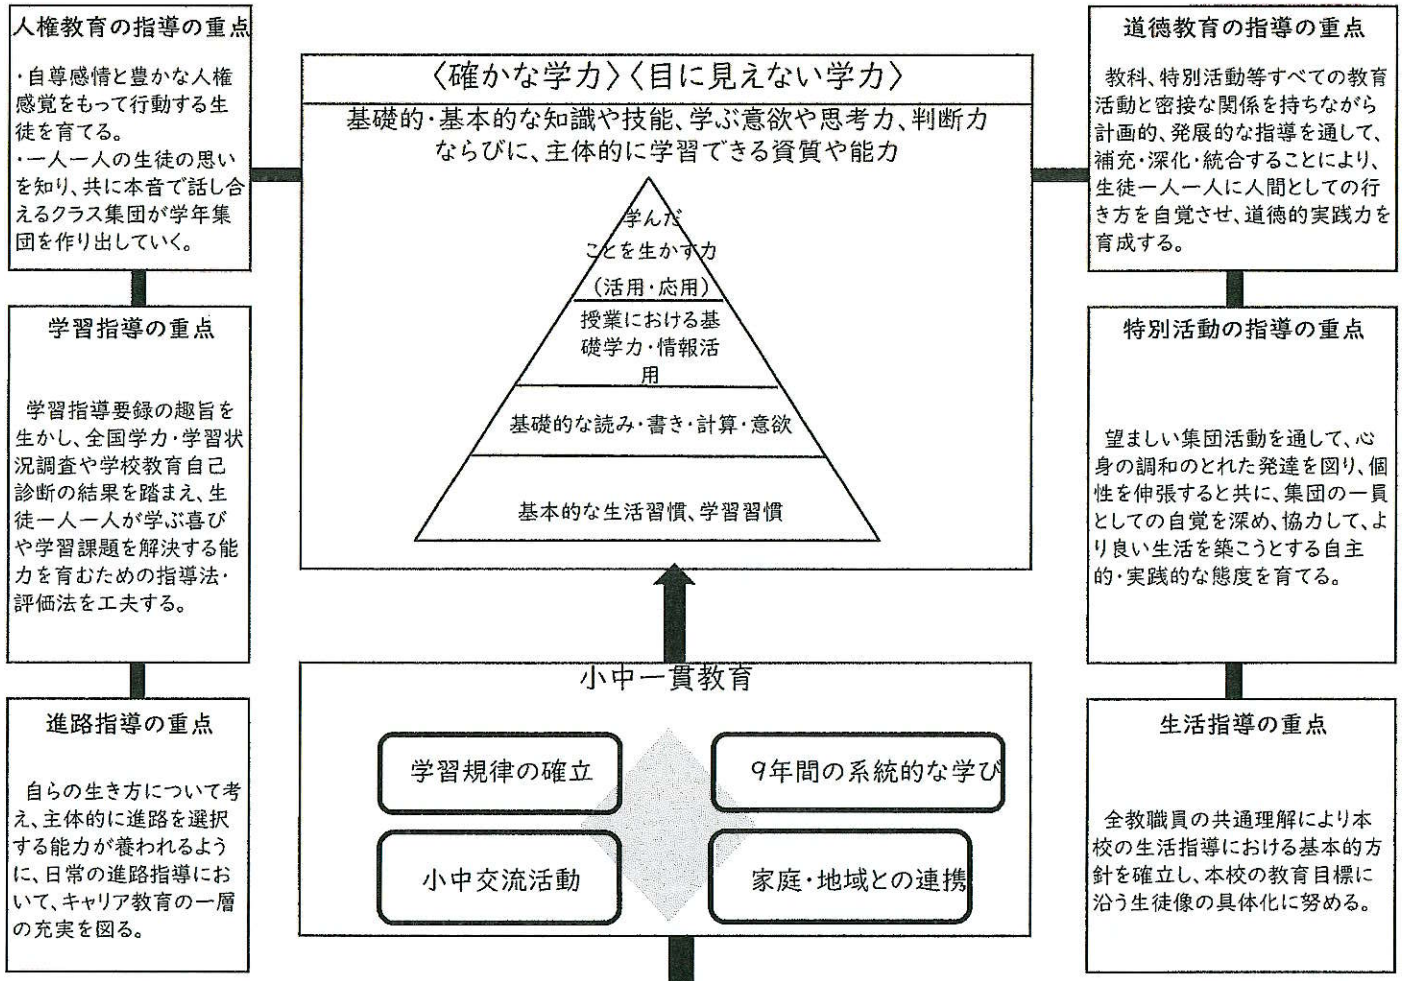 人権教育の指導の重点
・自尊感情と豊かな人権
感覚をもって行動する生
徒を育てる。
・一人一人の生徒の思い
を知り、共に本音で話し合
えるクラス集団が学年集
団を作り出していく。
学習指導の重点
学習指導要録の趣旨を
生かし、全国学力・学習状
況調査や学校教育自己
診断の結果を踏まえ、生
徒一人一人が学ぶ喜び
や学習課題を解決する能
力を育むための指導法・
評価法を工夫する。
進路指導の重点
自らの生き方について考
え、主体的に進路を選択
する能力が養われるよう
に、日常の進路指導にお
いて、キャリア教育の一層
の充実を図る。
〈確かな学力〉〈目に見えない学力〉
基礎的・基本的な知識や技能、学ぶ意欲や思考力、判断力
ならびに、主体的に学習できる資質や能力
学んだ
ことを生かす力
(活用・応用)
授業における基
礎学力・情報活
用
基礎的な読み・書き・計算・意欲
基本的な生活習慣、学習習慣
小中一貫教育
学習規律の確立
9年間の系統的な学び
小中交流活動
家庭・地域との連携
道徳教育の指導の重点
教科、特別活動等すべての教育
活動と密接な関係を持ちながら
計画的、発展的な指導を通して、
補充・深化・統合することにより、
生徒一人一人に人間としての行
き方を自覚させ、道徳的実践力を
育成する。
特別活動の指導の重点
望ましい集団活動を通して、心
身の調和のとれた発達を図り、個
性を伸張すると共に、集団の一員
としての自覚を深め、協力して、よ
り良い生活を築こうとする自主
的・実践的な態度を育てる。
生活指導の重点
全教職員の共通理解により本
校の生活指導における基本的方
針を確立し、本校の教育目標に
沿う生徒像の具体化に努める。